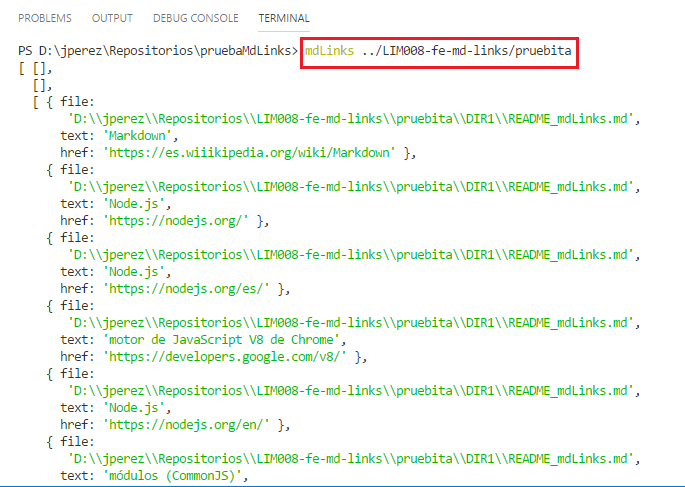 PROBLEMS OUTPUT DEBUG CONSOLE TERMINAL
PS D:\jperez\Repositorios\pruebaMdLinks> mdLinks ../LIM008-fe-md-links/pruebita
[ [],
[],
[ { file:
'D:\\jperez\\Repositorios\\LIM008-fe-md-links\\pruebita\\DIR1\\README_mdLinks.md',
text: 'Markdown',
href: 'https://es.wiiikipedia.org/wiki/Markdown' },
{ file:
'D:\\jperez\\Repositorios\\LIM008-fe-md-links\\pruebita\\DIR1\\README_mdLinks.md',
text: 'Node.js',
href: 'https://nodejs.org/' },
{ file:
'D:\\jperez\\Repositorios\\LIM008-fe-md-links\\pruebita\\DIR1\\README_mdLinks.md',
text: 'Node.js',
href: 'https://nodejs.org/es/' },
{ file:
'D:\\jperez\\Repositorios\\LIM008-fe-md-links\\pruebita\\DIR1\\README_mdLinks.md',
text: 'motor de JavaScript V8 de Chrome',
href: 'https://developers.google.com/v8/' },
{ file:
'D:\\jperez\\Repositorios\\LIM008-fe-md-links\\pruebita\\DIR1\\README_mdLinks.md',
text: 'Node.js',
href: 'https://nodejs.org/en/' },
{ file:
'D:\\jperez\\Repositorios\\LIM008-fe-md-links\\pruebita\\DIR1\\README_mdLinks.md',
text: 'módulos (CommonJS)',